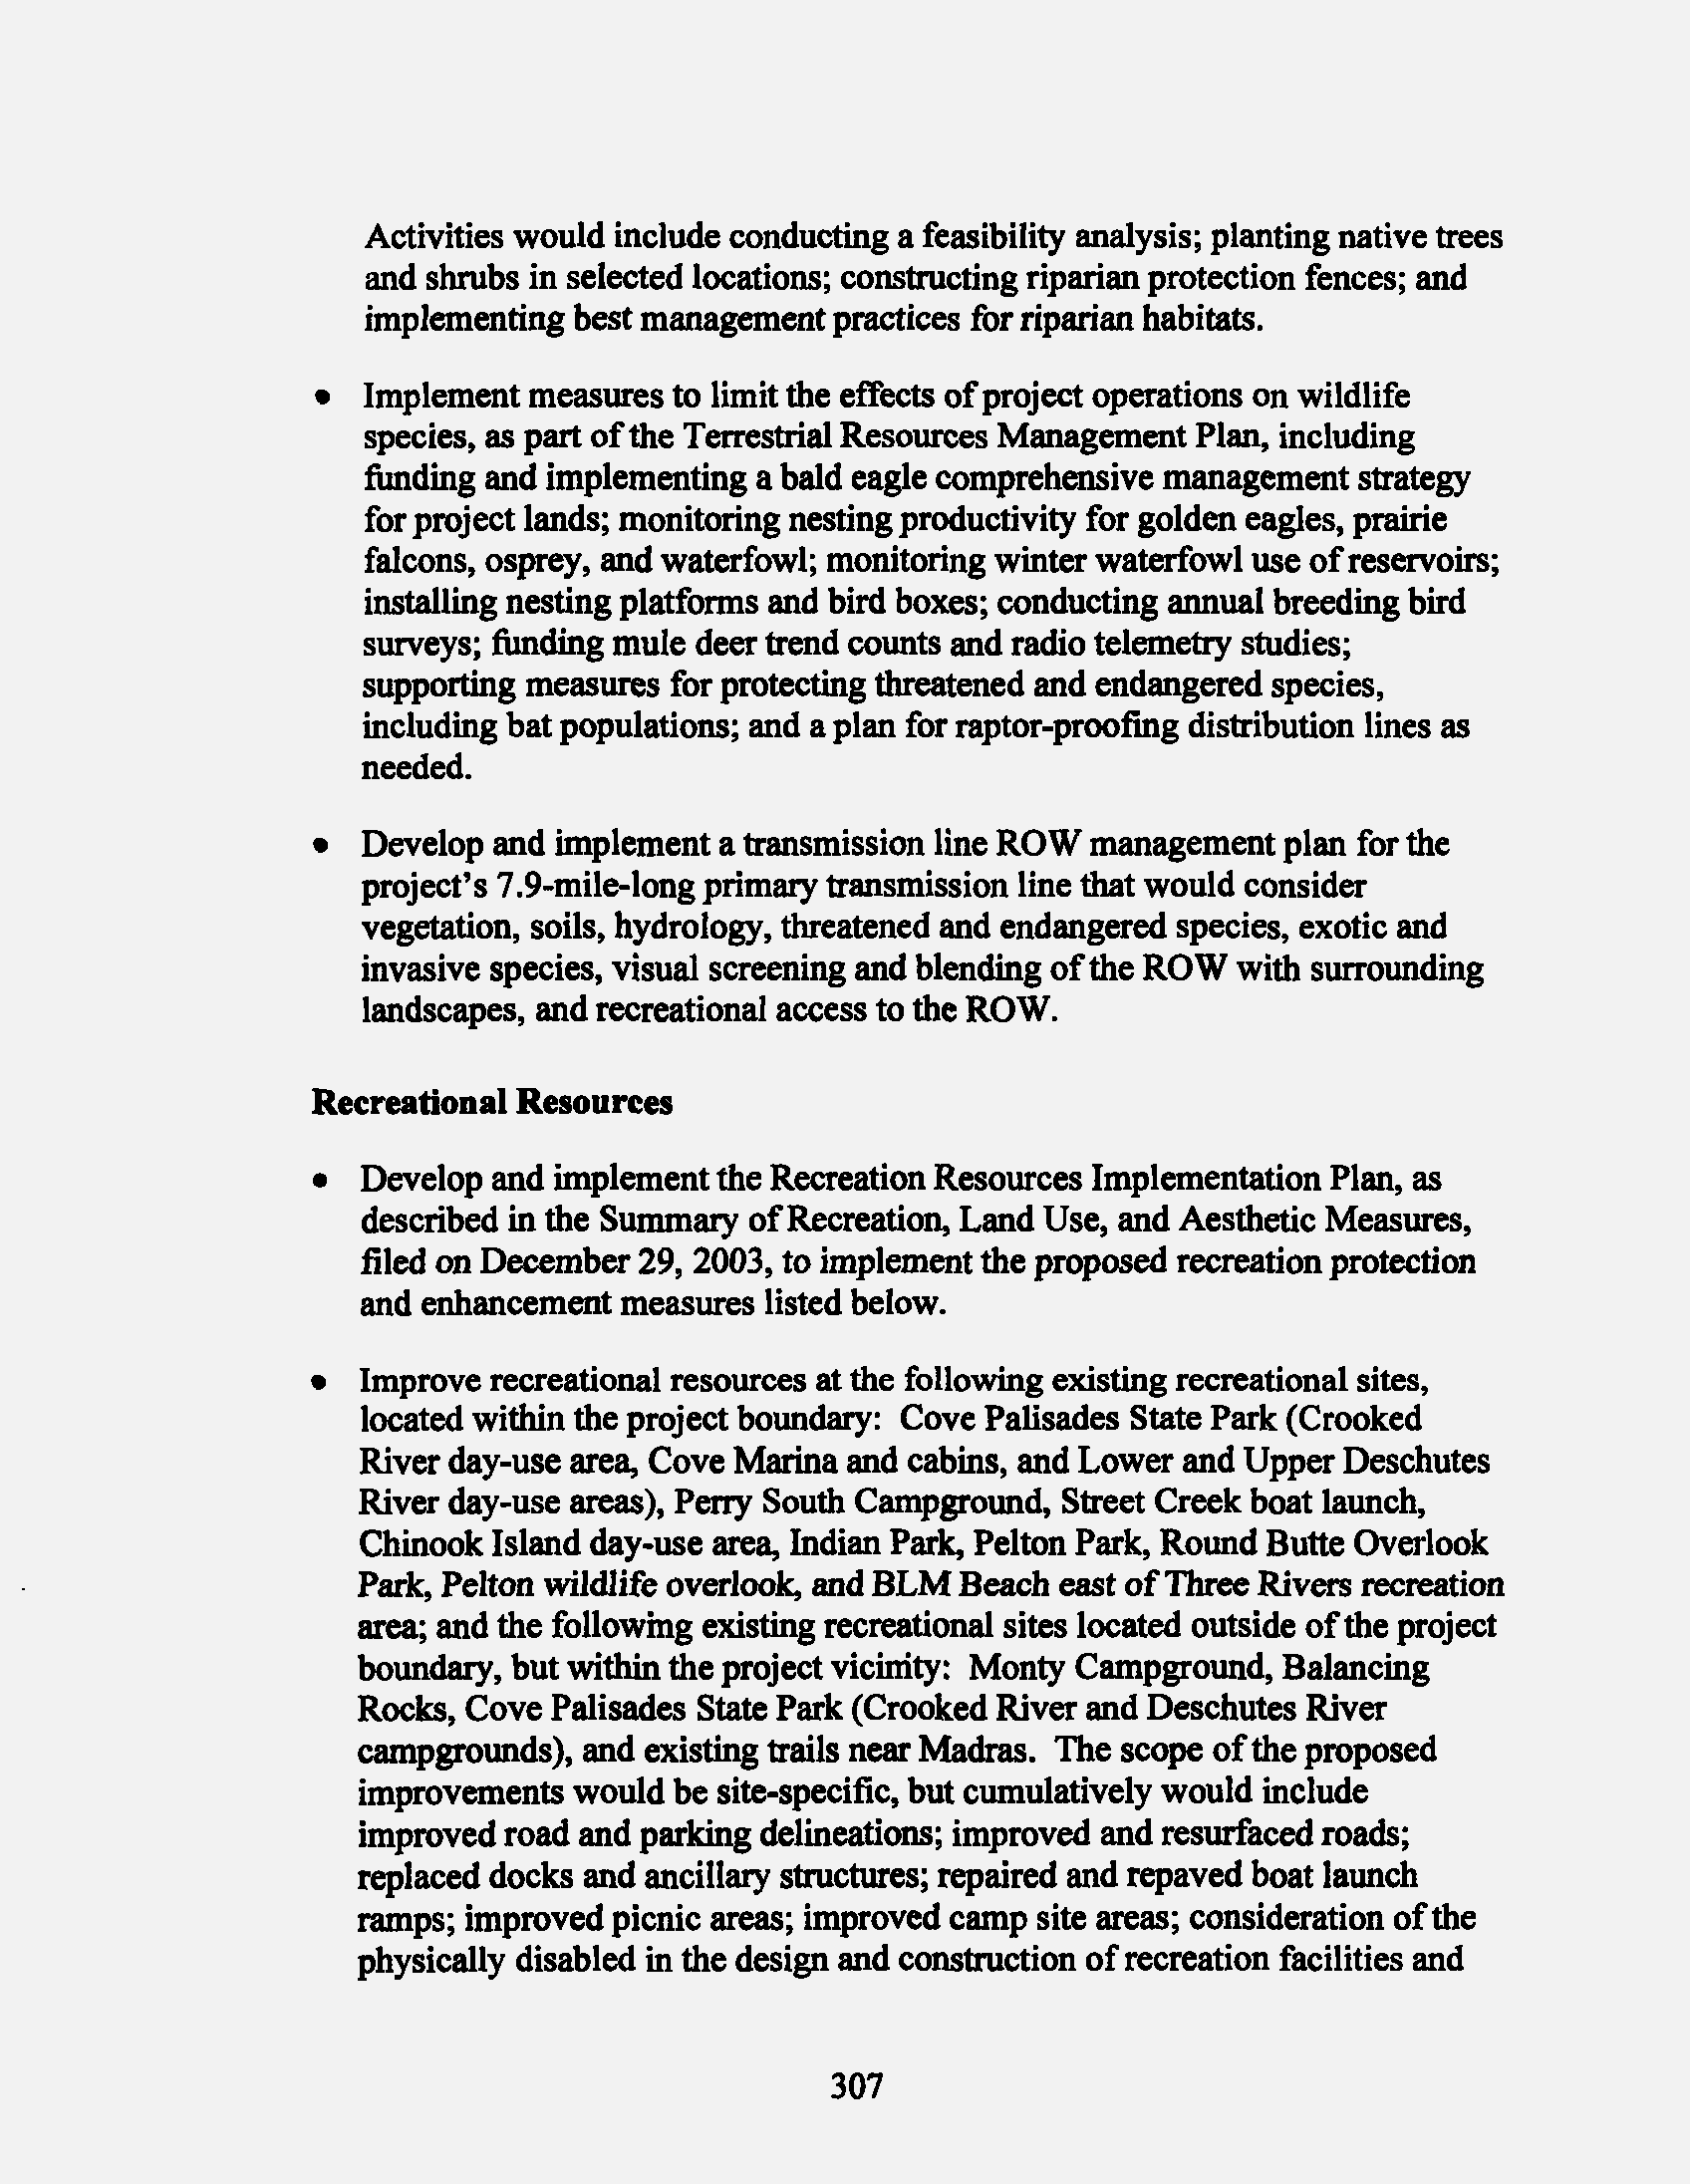 Activities would include conducting a feasibility analysis; planting native trees
and shrubs in selected locations; constructing riparian protection fences; and
implementing best management practices for riparian habitats.
• Implement measures to limit the effects of project operations on wildlife
species, as part of the Terrestrial Resources Management Plan, including
funding and implementing a bald eagle comprehensive management strategy
for project lands; monitoring nesting productivity for golden eagles, prairie
falcons, osprey, and waterfowl; monitoring winter waterfowl use of reservoirs;
installing nesting platforms and bird boxes; conducting annual breeding bird
surveys; funding mule deer trend counts and radio telemetry studies;
supporting measures for protecting threatened and endangered species,
including bat populations; and a plan for raptor-proofing distribution lines as
needed.
• Develop and implement a transmission line ROW management plan for the
project's 7.9-mile-long primary transmission line that would consider
vegetation, soils, hydrology, threatened and endangered species, exotic and
invasive species, visual screening and blending of the ROW with surrounding
landscapes, and recreational access to the ROW.
Recreational Resources
• Develop and implement the Recreation Resources Implementation Plan, as
described in the Summary of Recreation, Land Use, and Aesthetic Measures,
filed on December 29, 2003, to implement the proposed recreation protection
and enhancement measures listed below.
• Improve recreational resources at the following existing recreational sites,
located within the project boundary: Cove Palisades State Park (Crooked
River day-use area, Cove Marina and cabins, and Lower and Upper Deschutes
River day-use areas), Perry South Campground, Street Creek boat launch,
Chinook Island day-use area, Indian Park, Pelton Park, Round Butte Overlook
Park, Pelton wildlife overlook, and BLM Beach east of Three Rivers recreation
area; and the following existing recreational sites located outside of the project
boundary, but within the project vicinity: Monty Campground, Balancing
Rocks, Cove Palisades State Park (Crooked River and Deschutes River
campgrounds), and existing trails near Madras. The scope of the proposed
improvements would be site-specific, but cumulatively would include
improved road and parking delineations; improved and resurfaced roads;
replaced docks and ancillary structures; repaired and repaved boat launch
ramps; improved picnic areas; improved camp site areas; consideration of the
physically disabled in the design and construction of recreation facilities and
307